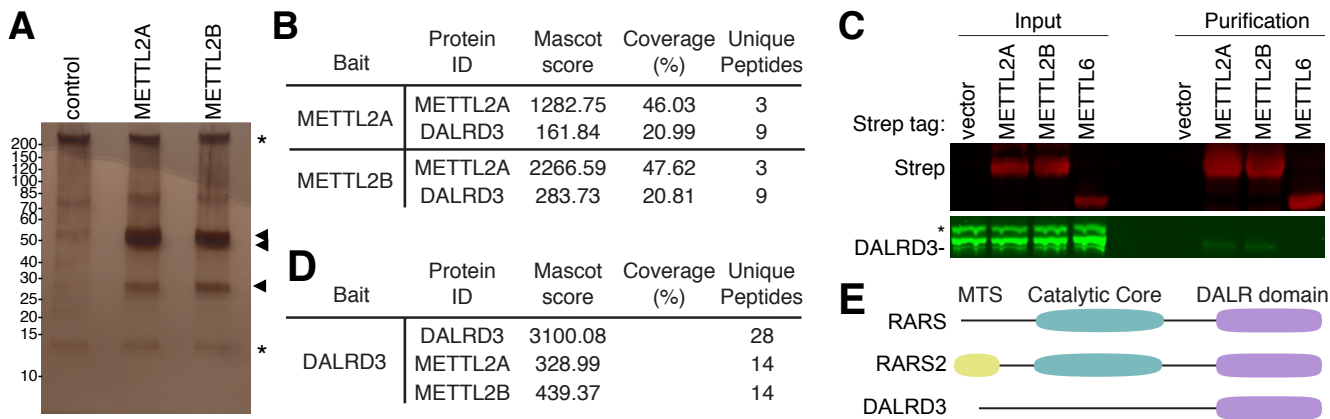 A
control
METTL2A
METTL2B
200
150
120
100
85
70
60
50
40
30
25
20
15
10
*
*
B
Bait Protein ID Mascot score Coverage (%) Unique Peptides
METTL2A METTL2A 1282.75 46.03 3
DALRD3 161.84 20.99 9
METTL2B METTL2A 2266.59 47.62 3
DALRD3 283.73 20.81 9
C
Input Purification
Strep tag: vector METTL2A METTL2B METTL6 vector METTL2A METTL2B METTL6
Strep
*
DALRD3-
D
Bait Protein ID Mascot score Coverage (%) Unique Peptides
DALRD3 DALRD3 3100.08 28
METTL2A 328.99 14
METTL2B 439.37 14
E
MTS Catalytic Core DALR domain
RARS
RARS2
DALRD3